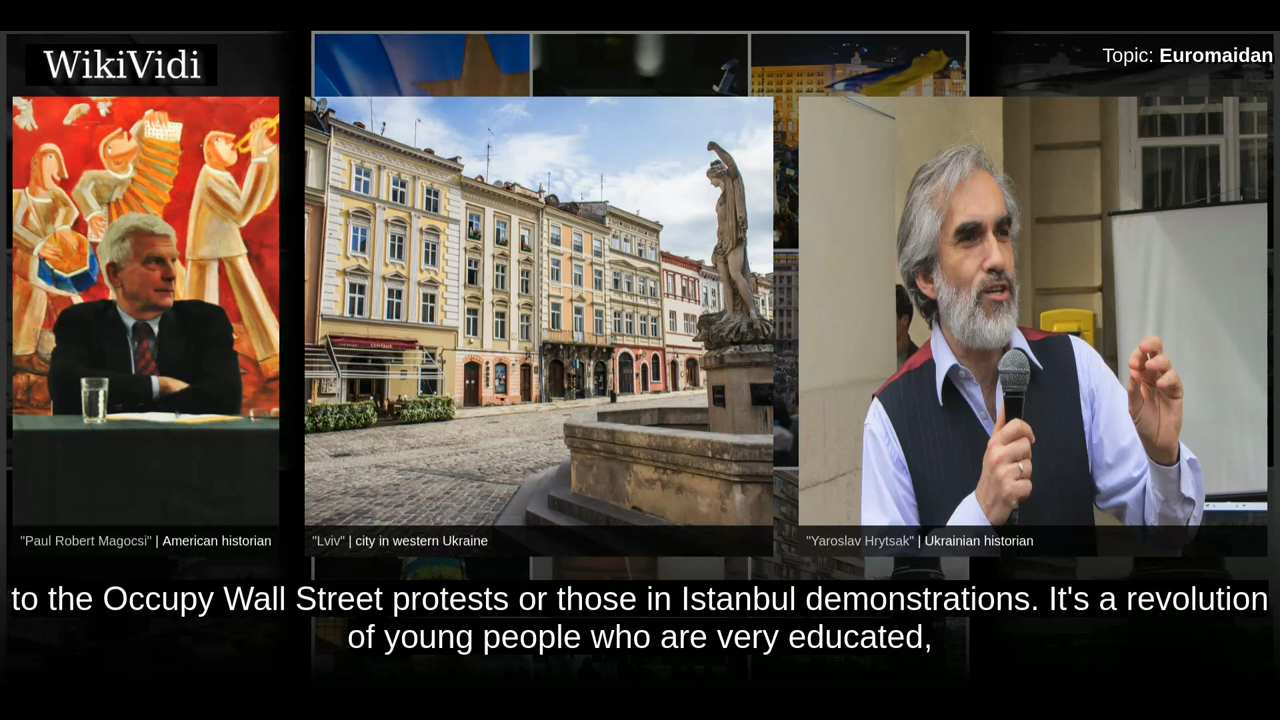 WikiVidi
Topic: Euromaidan
"Paul Robert Magocsi" | American historian
"Lviv" | city in western Ukraine
"Yaroslav Hrytsak" | Ukrainian historian
to the Occupy Wall Street protests or those in Istanbul demonstrations. It's a revolution
of young people who are very educated,